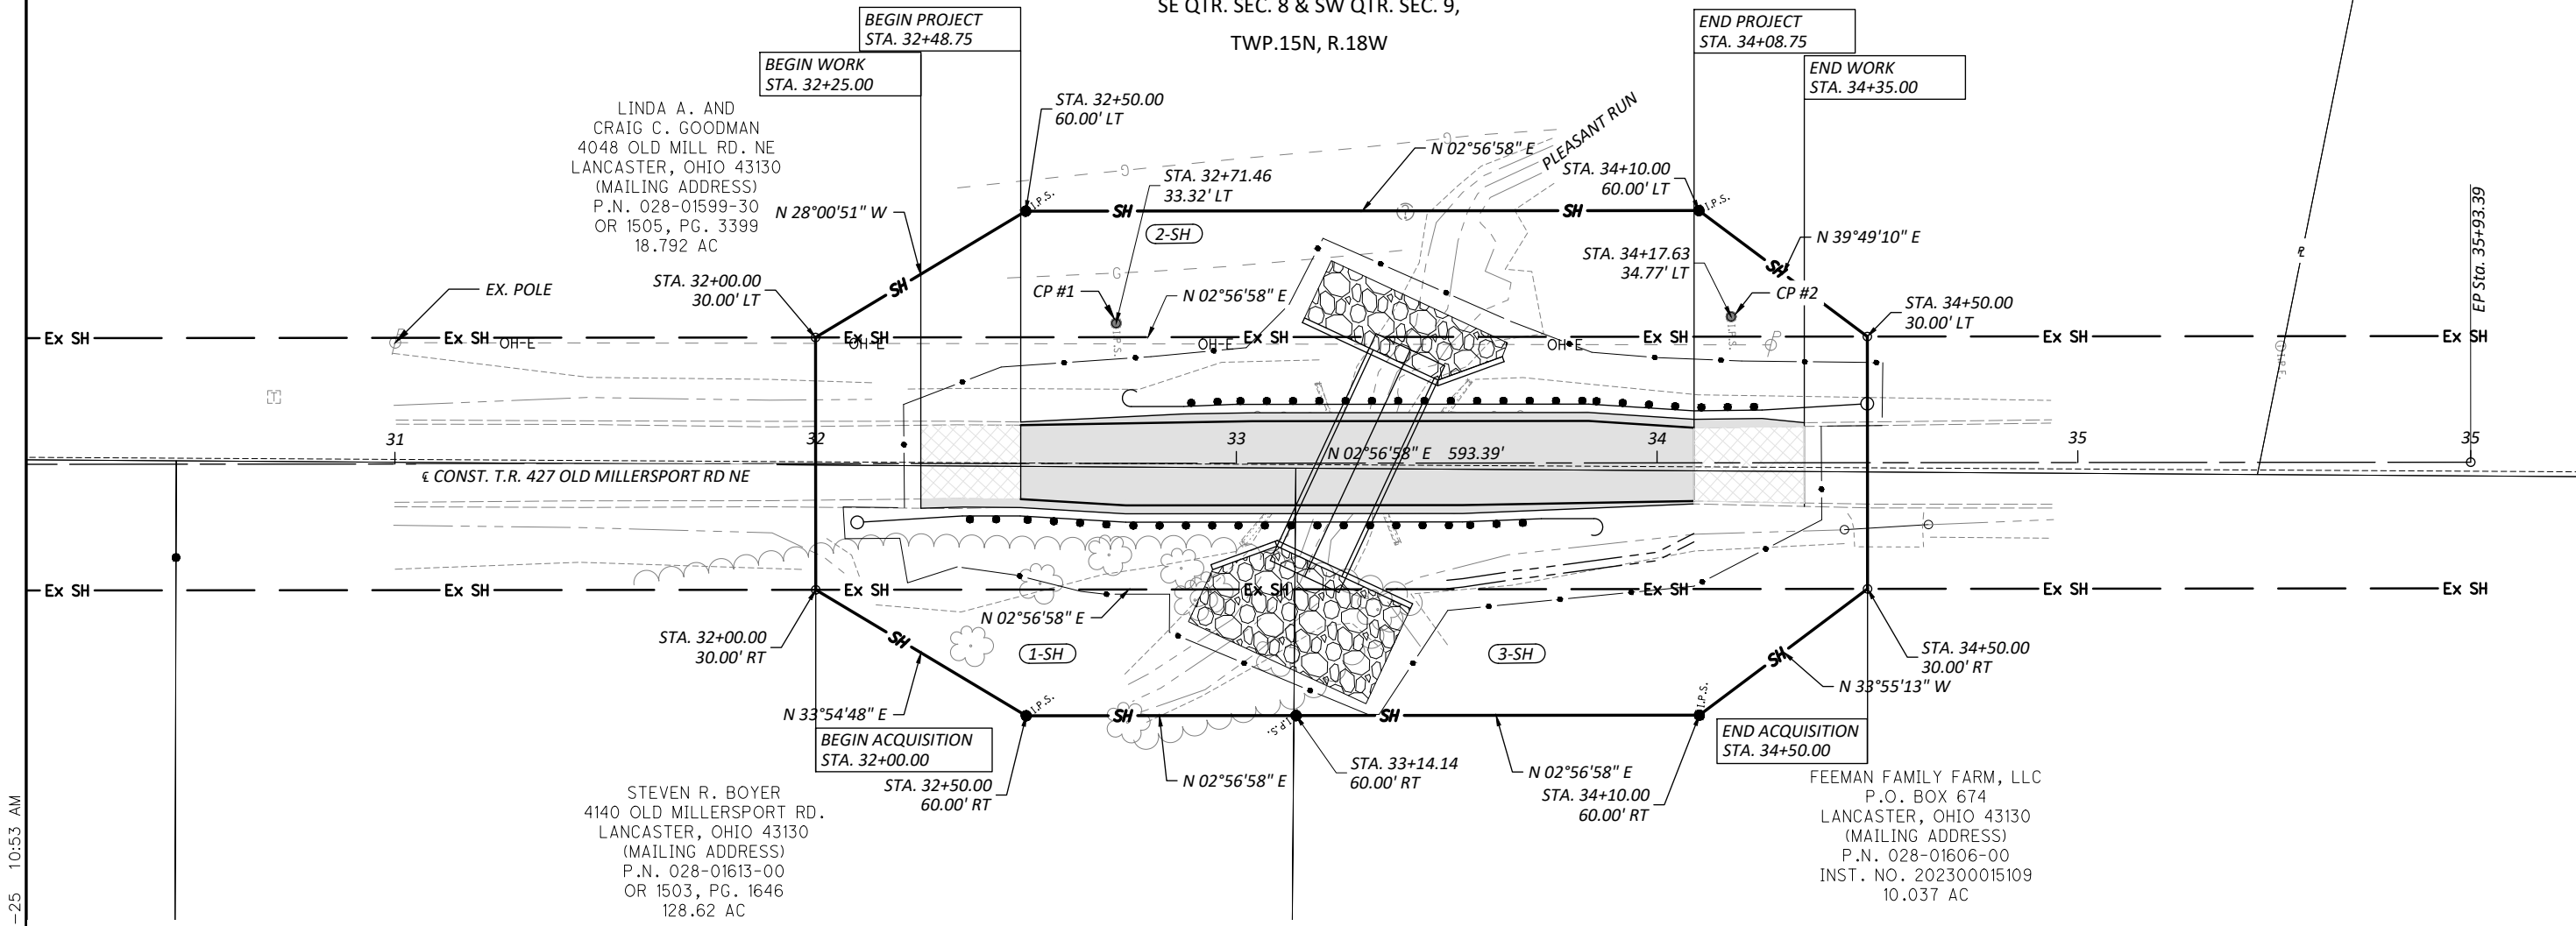 SE QTR. SEC. 8 & SW QTR. SEC. 9,
TWP.15N, R.18W
BEGIN PROJECT
STA. 32+48.75
BEGIN WORK
STA. 32+25.00
END PROJECT
STA. 34+08.75
END WORK
STA. 34+35.00
LINDA A. AND
CRAIG C. GOODMAN
4048 OLD MILL RD. NE
LANCASTER, OHIO 43130
(MAILING ADDRESS)
P.N. 028-01599-30
OR 1505, PG. 3399
18.792 AC
STA. 32+50.00
60.00' LT
N 28°00'51" W
I.P.S.
SH
STA. 32+71.46
33.32' LT
2-SH
G
G
G
N 02°56'58" E
PLEASANT RUN
STA. 34+10.00
60.00' LT
SH
I.P.S.
N 39°49'10" E
SH
STA. 34+17.63
34.77' LT
CP #2
I.P.S.
STA. 34+50.00
30.00' LT
EP Sta. 35+93.39
STA. 32+00.00
30.00' LT
SH
EX. POLE
CP #1
I.P.S.
N 02°56'58" E
Ex SH
Ex SH
Ex SH
Ex SH
Ex SH
Ex SH
Ex SH
OH-E
OH-E
OH-E
OH-E
I.P.F.
T
31
32
33
34
35
35
N 02°56'58" E 593.39'
℄ CONST. T.R. 427 OLD MILLERSPORT RD NE
Ex SH
Ex SH
Ex SH
Ex SH
Ex SH
Ex SH
Ex SH
N 02°56'58" E
STA. 32+00.00
30.00' RT
SH
1-SH
3-SH
SH
STA. 34+50.00
30.00' RT
N 33°55'13" W
N 33°54'48" E
I.P.S.
SH
I.P.S.
SH
I.P.S.
BEGIN ACQUISITION
STA. 32+00.00
END ACQUISITION
STA. 34+50.00
STA. 32+50.00
60.00' RT
N 02°56'58" E
STA. 33+14.14
60.00' RT
N 02°56'58" E
STA. 34+10.00
60.00' RT
STEVEN R. BOYER
4140 OLD MILLERSPORT RD.
LANCASTER, OHIO 43130
(MAILING ADDRESS)
P.N. 028-01613-00
OR 1503, PG. 1646
128.62 AC
FEEMAN FAMILY FARM, LLC
P.O. BOX 674
LANCASTER, OHIO 43130
(MAILING ADDRESS)
P.N. 028-01606-00
INST. NO. 202300015109
10.037 AC
-25 10:53 AM